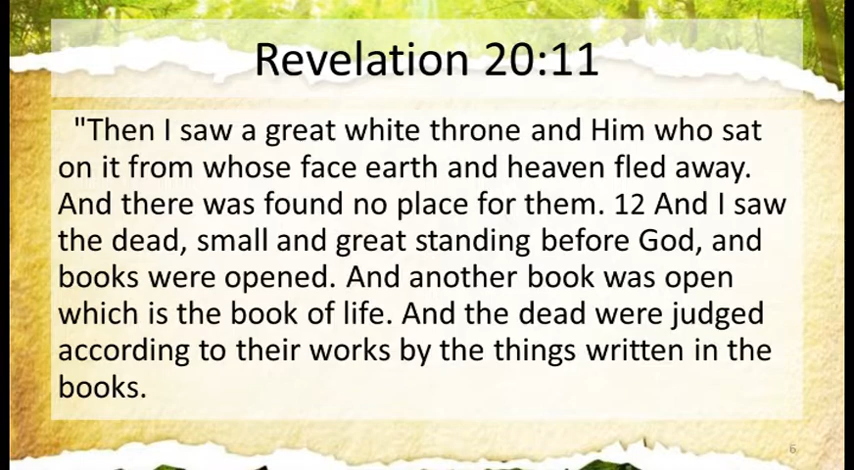 Revelation 20:11
"Then I saw a great white throne and Him who sat
on it from whose face earth and heaven fled away.
And there was found no place for them. 12 And I saw
the dead, small and great standing before God, and
books were opened. And another book was open
which is the book of life. And the dead were judged
according to their works by the things written in the
books.
6